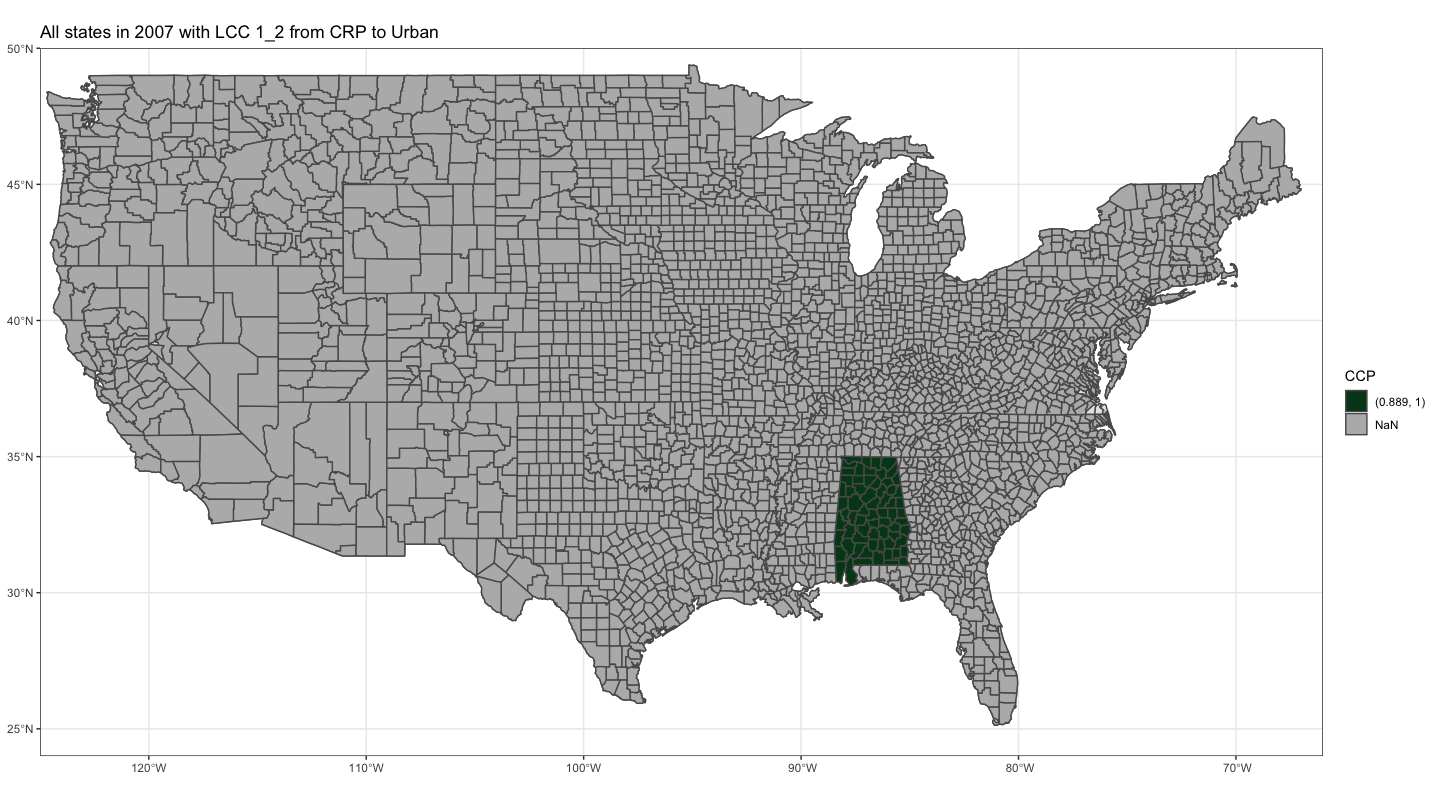 All states in 2007 with LCC 1_2 from CRP to Urban
50°N
45°N
40°N
35°N
30°N
25°N
120°W
110°W
100°W
90°W
80°W
70°W
CCP
(0.889, 1)
NaN